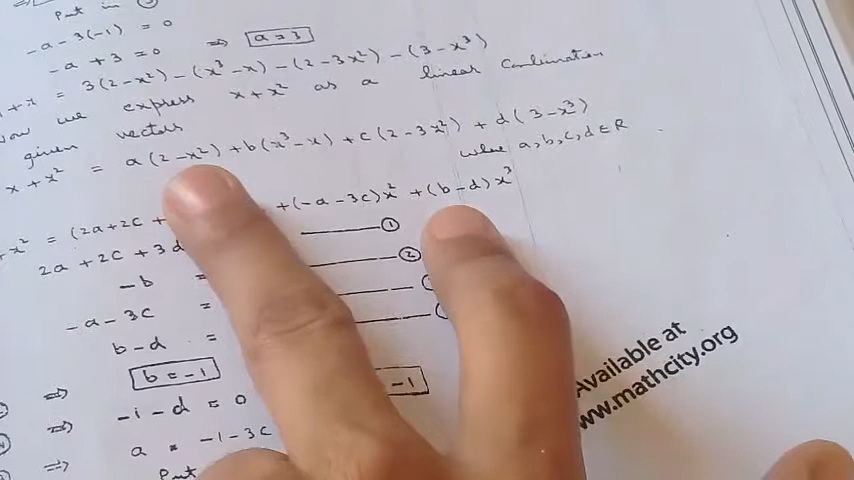 Put in
-a-3(-1) = 0
-a+3 = 0 ⇒ a = 3
+x = 3(2-x²)-(x³-x)-(2-3x²)-(3-x³)
we express x+x² as a linear Combination
given vectors
x+x² = a(2-x²)+b(x³-x)+c(2-3x²)+d(3-x³)
where a,b,c,d∈R
x² = (2a+2c+ +(-a-3c)x²+(b-d)x³
2a+2c+3d ①
-b = ②
-a-3c =
b-d =
⇒ b=-1 -1
⇒ -1-d = 0
⇒ a = -1-3c
Put
Available at
www.mathcity.org